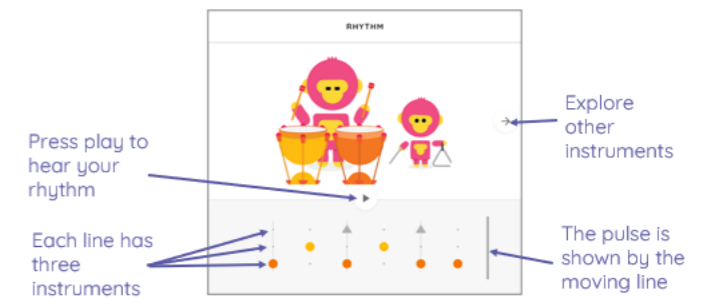 RHYTHM
Explore
other
instruments
Press play to
hear your
rhythm
Each line has
three
instruments
The pulse is
shown by the
moving line